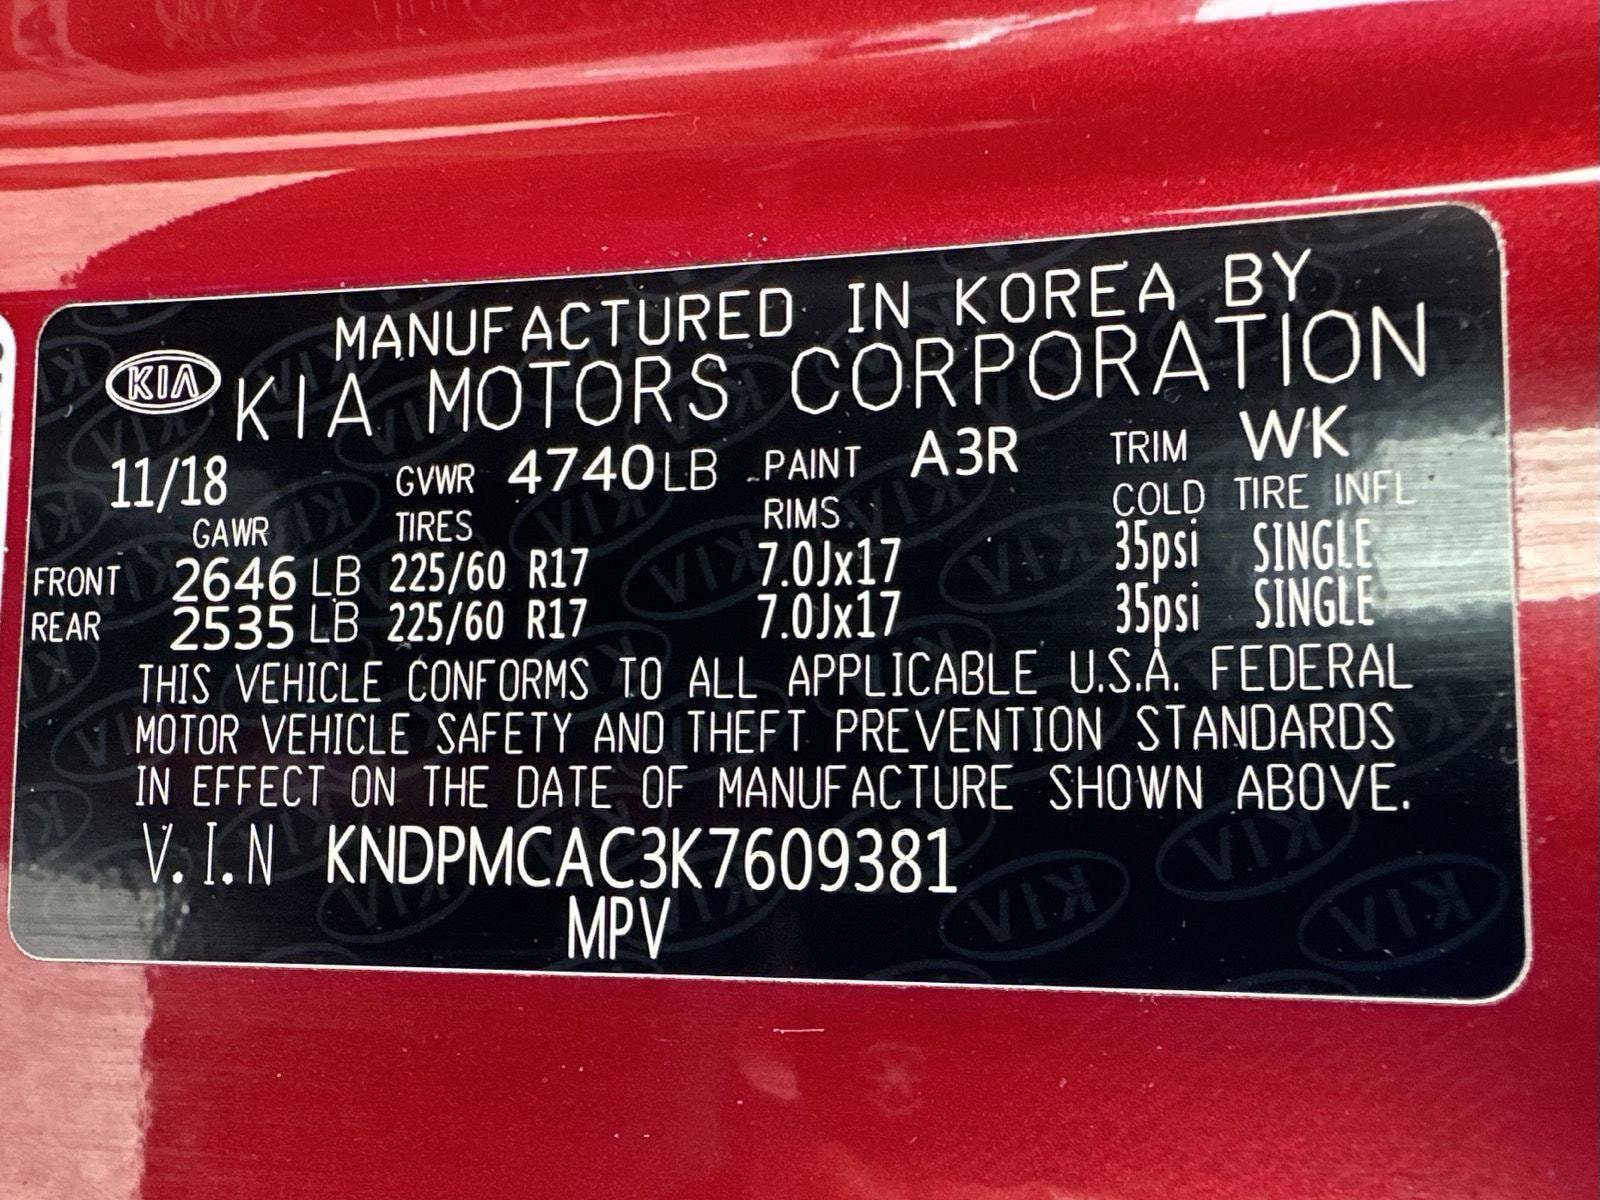 MANUFACTURED IN KOREA BY
KIA KIA MOTORS CORPORATION
11/18 GVWR 4740 LB PAINT A3R TRIM WK
GAWR TIRES RIMS COLD TIRE INFL
FRONT 2646 LB 225/60 R17 7.0Jx17 35psi SINGLE
REAR 2535 LB 225/60 R17 7.0Jx17 35psi SINGLE
THIS VEHICLE CONFORMS TO ALL APPLICABLE U.S.A. FEDERAL
MOTOR VEHICLE SAFETY AND THEFT PREVENTION STANDARDS
IN EFFECT ON THE DATE OF MANUFACTURE SHOWN ABOVE.
V.I.N KNDPMCAC3K7609381
MPV